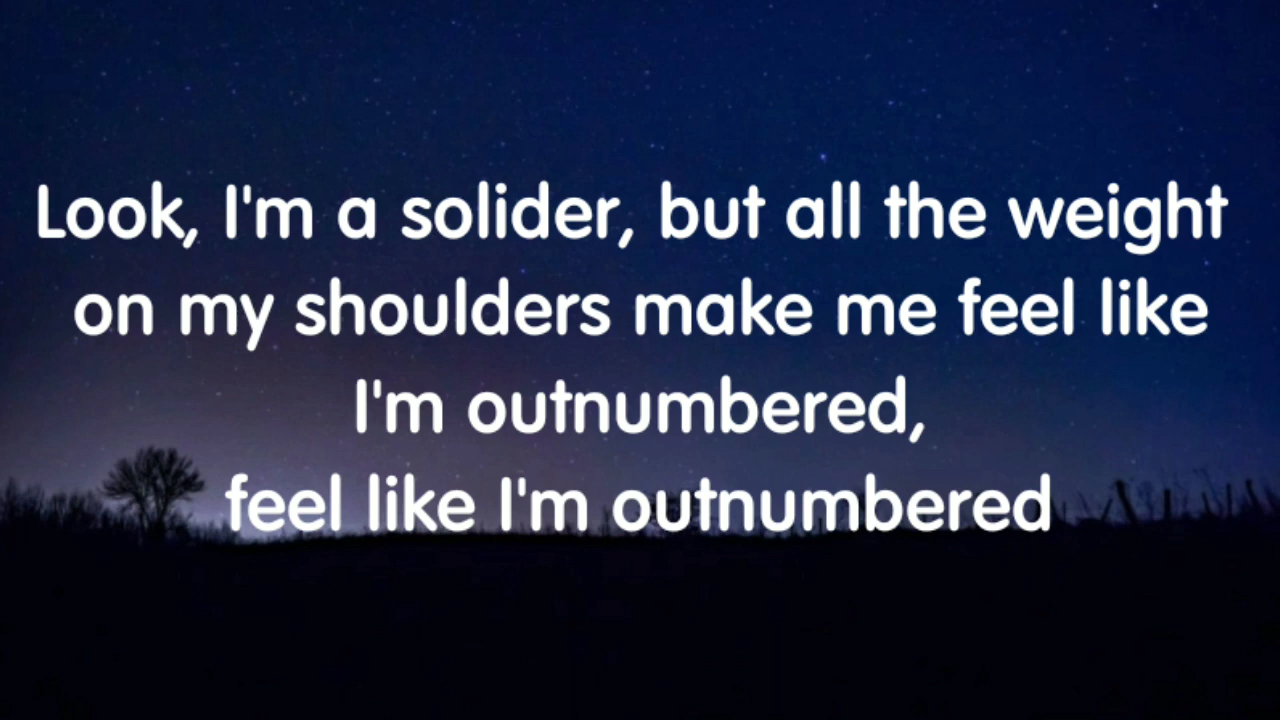 Look, I'm a solider, but all the weight
on my shoulders make me feel like
I'm outnumbered,
feel like I'm outnumbered